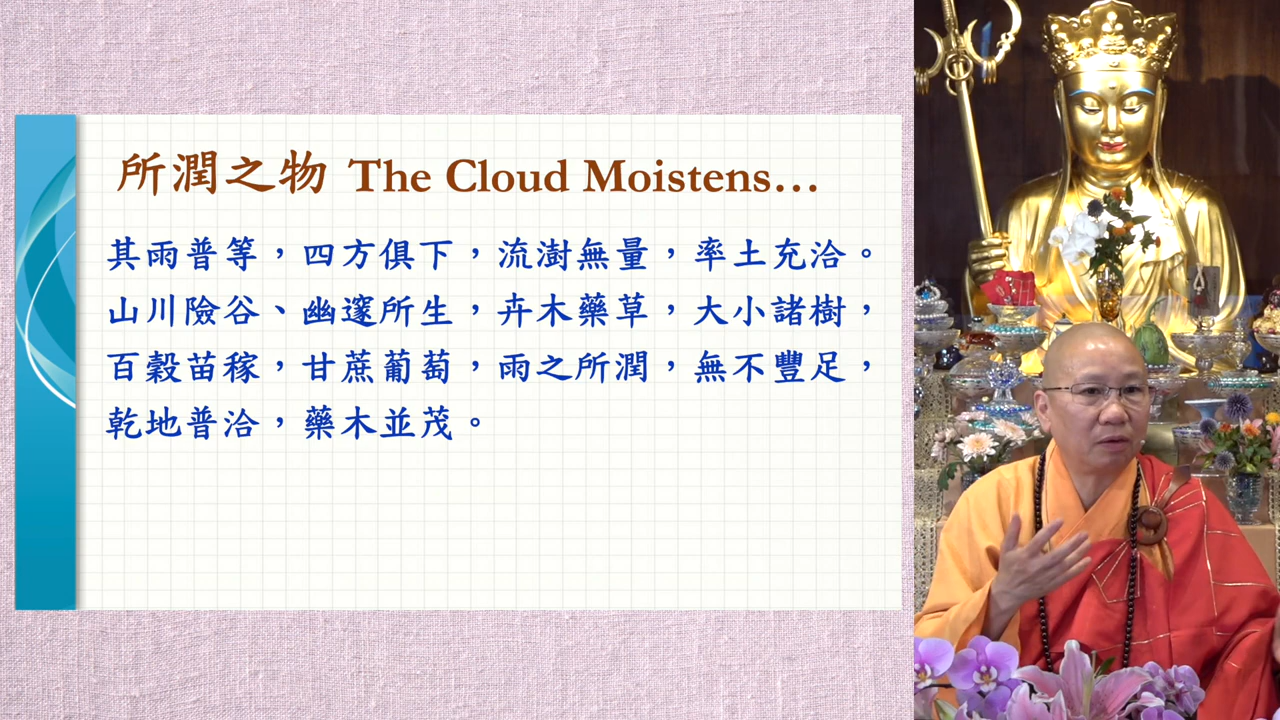 所潤之物 The Cloud Moistens…
其雨普等，四方俱下，流澍無量，率土充洽。
山川險谷、幽邃所生，卉木藥草，大小諸樹，
百穀苗稼，甘蔗葡萄，雨之所潤，無不豐足，
乾地普洽，藥木並茂。